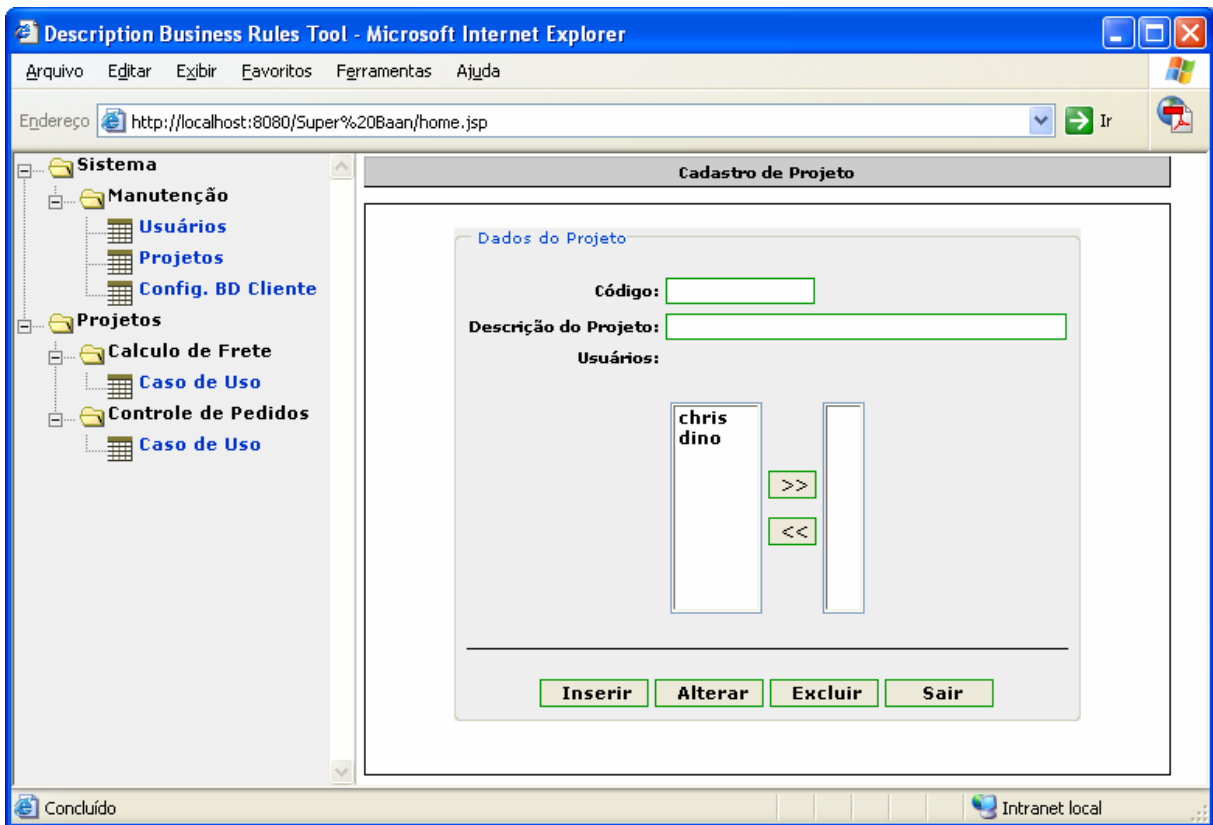 Description Business Rules Tool - Microsoft Internet Explorer
Arquivo Editar Exibir Favoritos Ferramentas Ajuda
Endereço http://localhost:8080/Super%20Baan/home.jsp Ir
Sistema
Manutenção
Usuários
Projetos
Config. BD Cliente
Projetos
Calculo de Frete
Caso de Uso
Controle de Pedidos
Caso de Uso
Cadastro de Projeto
Dados do Projeto
Código:
Descrição do Projeto:
Usuários:
chris
dino
>>
<<
Inserir Alterar Excluir Sair
Concluído Intranet local